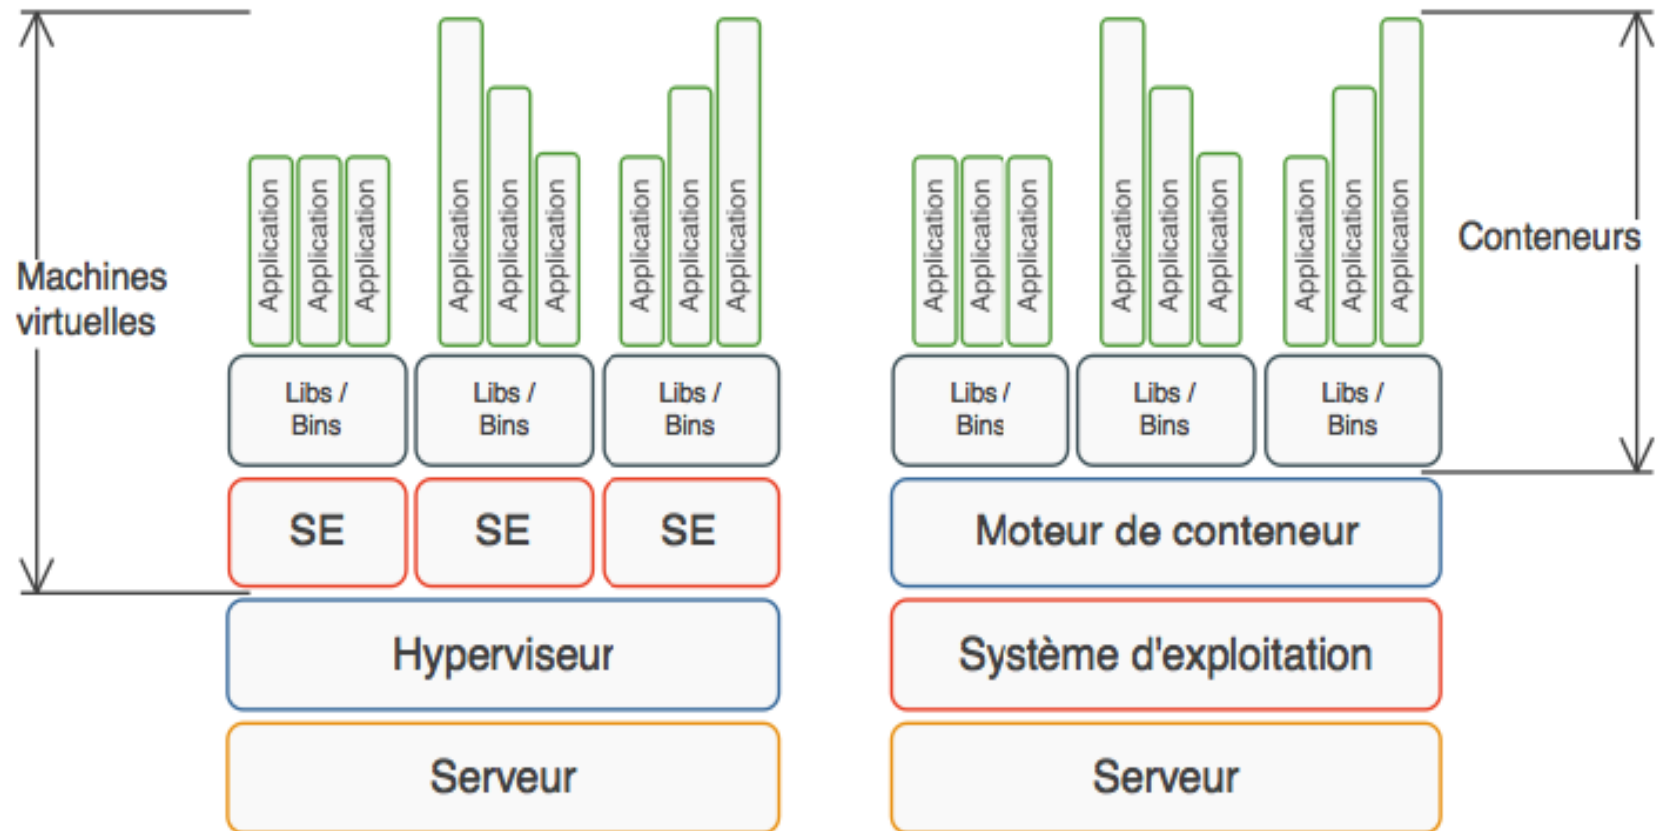 Machines
virtuelles
Application
Application
Application
Application
Application
Application
Application
Application
Application
Libs /
Bins
Libs /
Bins
Libs /
Bins
SE
SE
SE
Hyperviseur
Serveur
Application
Application
Application
Application
Application
Application
Application
Application
Application
Conteneurs
Libs /
Bins
Libs /
Bins
Libs /
Bins
Moteur de conteneur
Système d'exploitation
Serveur